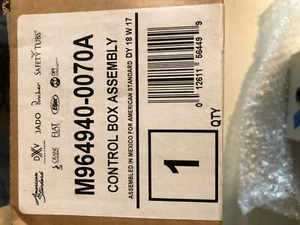 American Standard
CRANE
FIAT
DXV
JADO
Porcher
SAFETY TUBS
M964940-0070A
CONTROL BOX ASSEMBLY
ASSEMBLED IN MEXICO FOR AMERICAN STANDARD DY 18 W 17
0 12611 56449 9
1
QTY